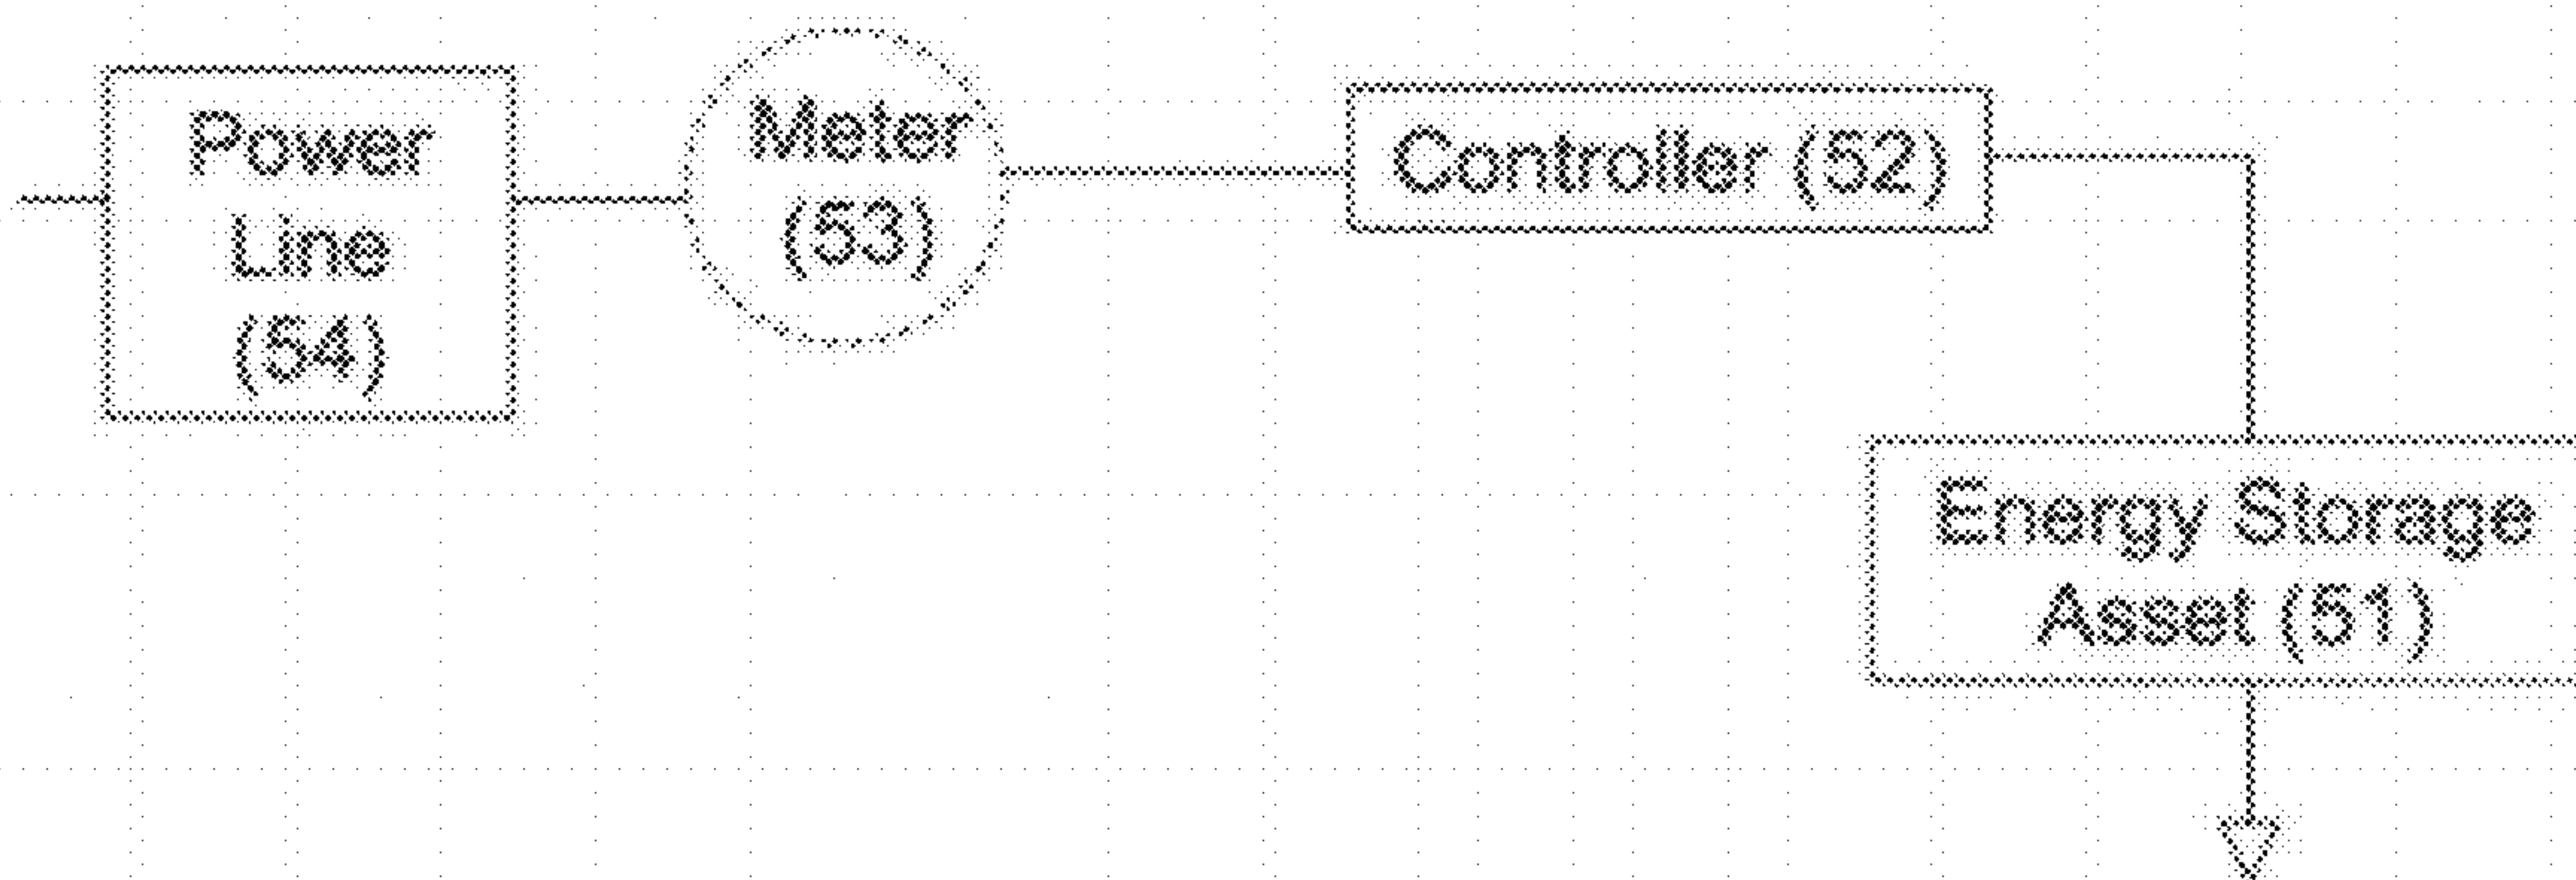 Power
Line
(54)
Meter
(53)
Controller (52)
Energy Storage
Asset (51)